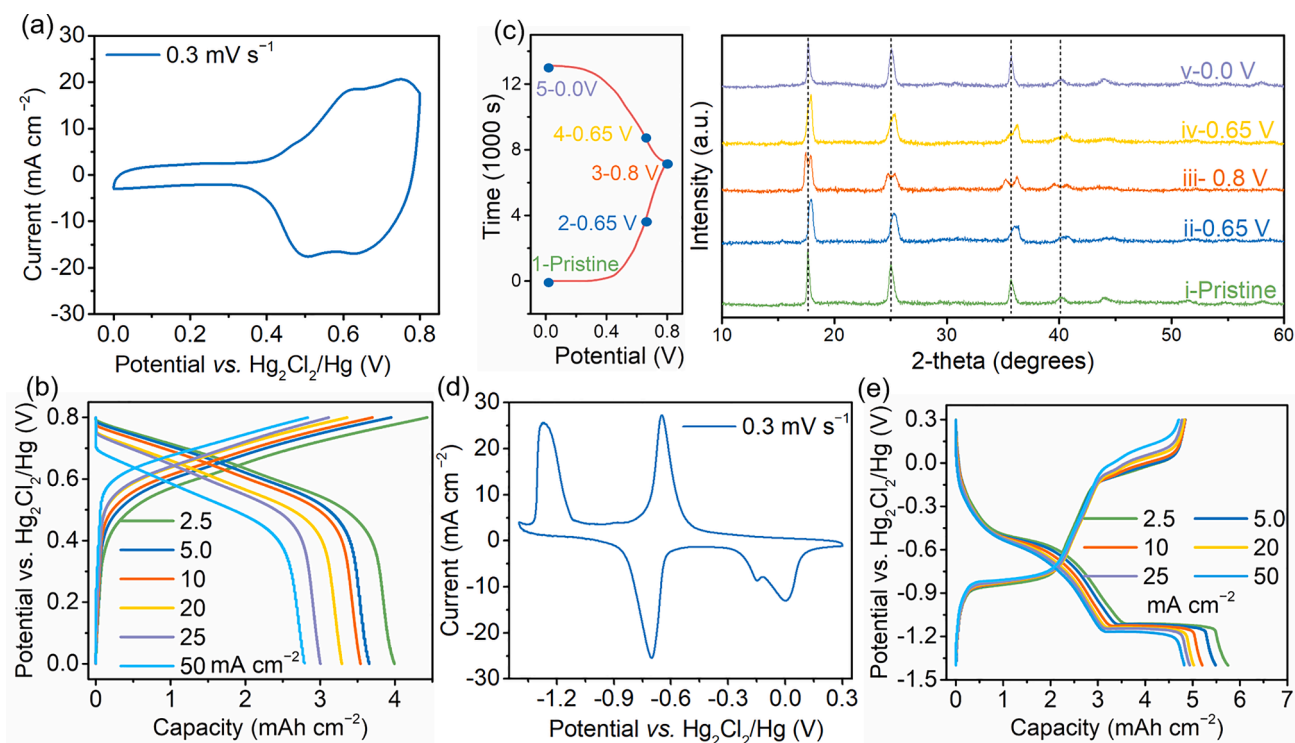 (a)
0.3 mV s⁻¹
Current (mA cm⁻²)
30
20
10
0
-10
-20
-30
0.0 0.2 0.4 0.6 0.8
Potential vs. Hg₂Cl₂/Hg (V)
(c)
Time (1000 s)
12
9
6
3
0
5-0.0V
4-0.65 V
3-0.8 V
2-0.65 V
1-Pristine
0.0 0.4 0.8
Potential (V)
Intensity (a.u.)
v-0.0 V
iv-0.65 V
iii- 0.8 V
ii-0.65 V
i-Pristine
10 20 30 40 50 60
2-theta (degrees)
(b)
Potential vs. Hg₂Cl₂/Hg (V)
0.8
0.6
0.4
0.2
0.0
2.5
5.0
10
20
25
50 mA cm⁻²
0 1 2 3 4
Capacity (mAh cm⁻²)
(d)
0.3 mV s⁻¹
Current (mA cm⁻²)
30
20
10
0
-10
-20
-30
-1.2 -0.9 -0.6 -0.3 0.0 0.3
Potential vs. Hg₂Cl₂/Hg (V)
(e)
Potential vs. Hg₂Cl₂/Hg (V)
0.3
0.0
-0.3
-0.6
-0.9
-1.2
-1.5
2.5 5.0
10 20
25 50
mA cm⁻²
0 1 2 3 4 5 6 7
Capacity (mAh cm⁻²)